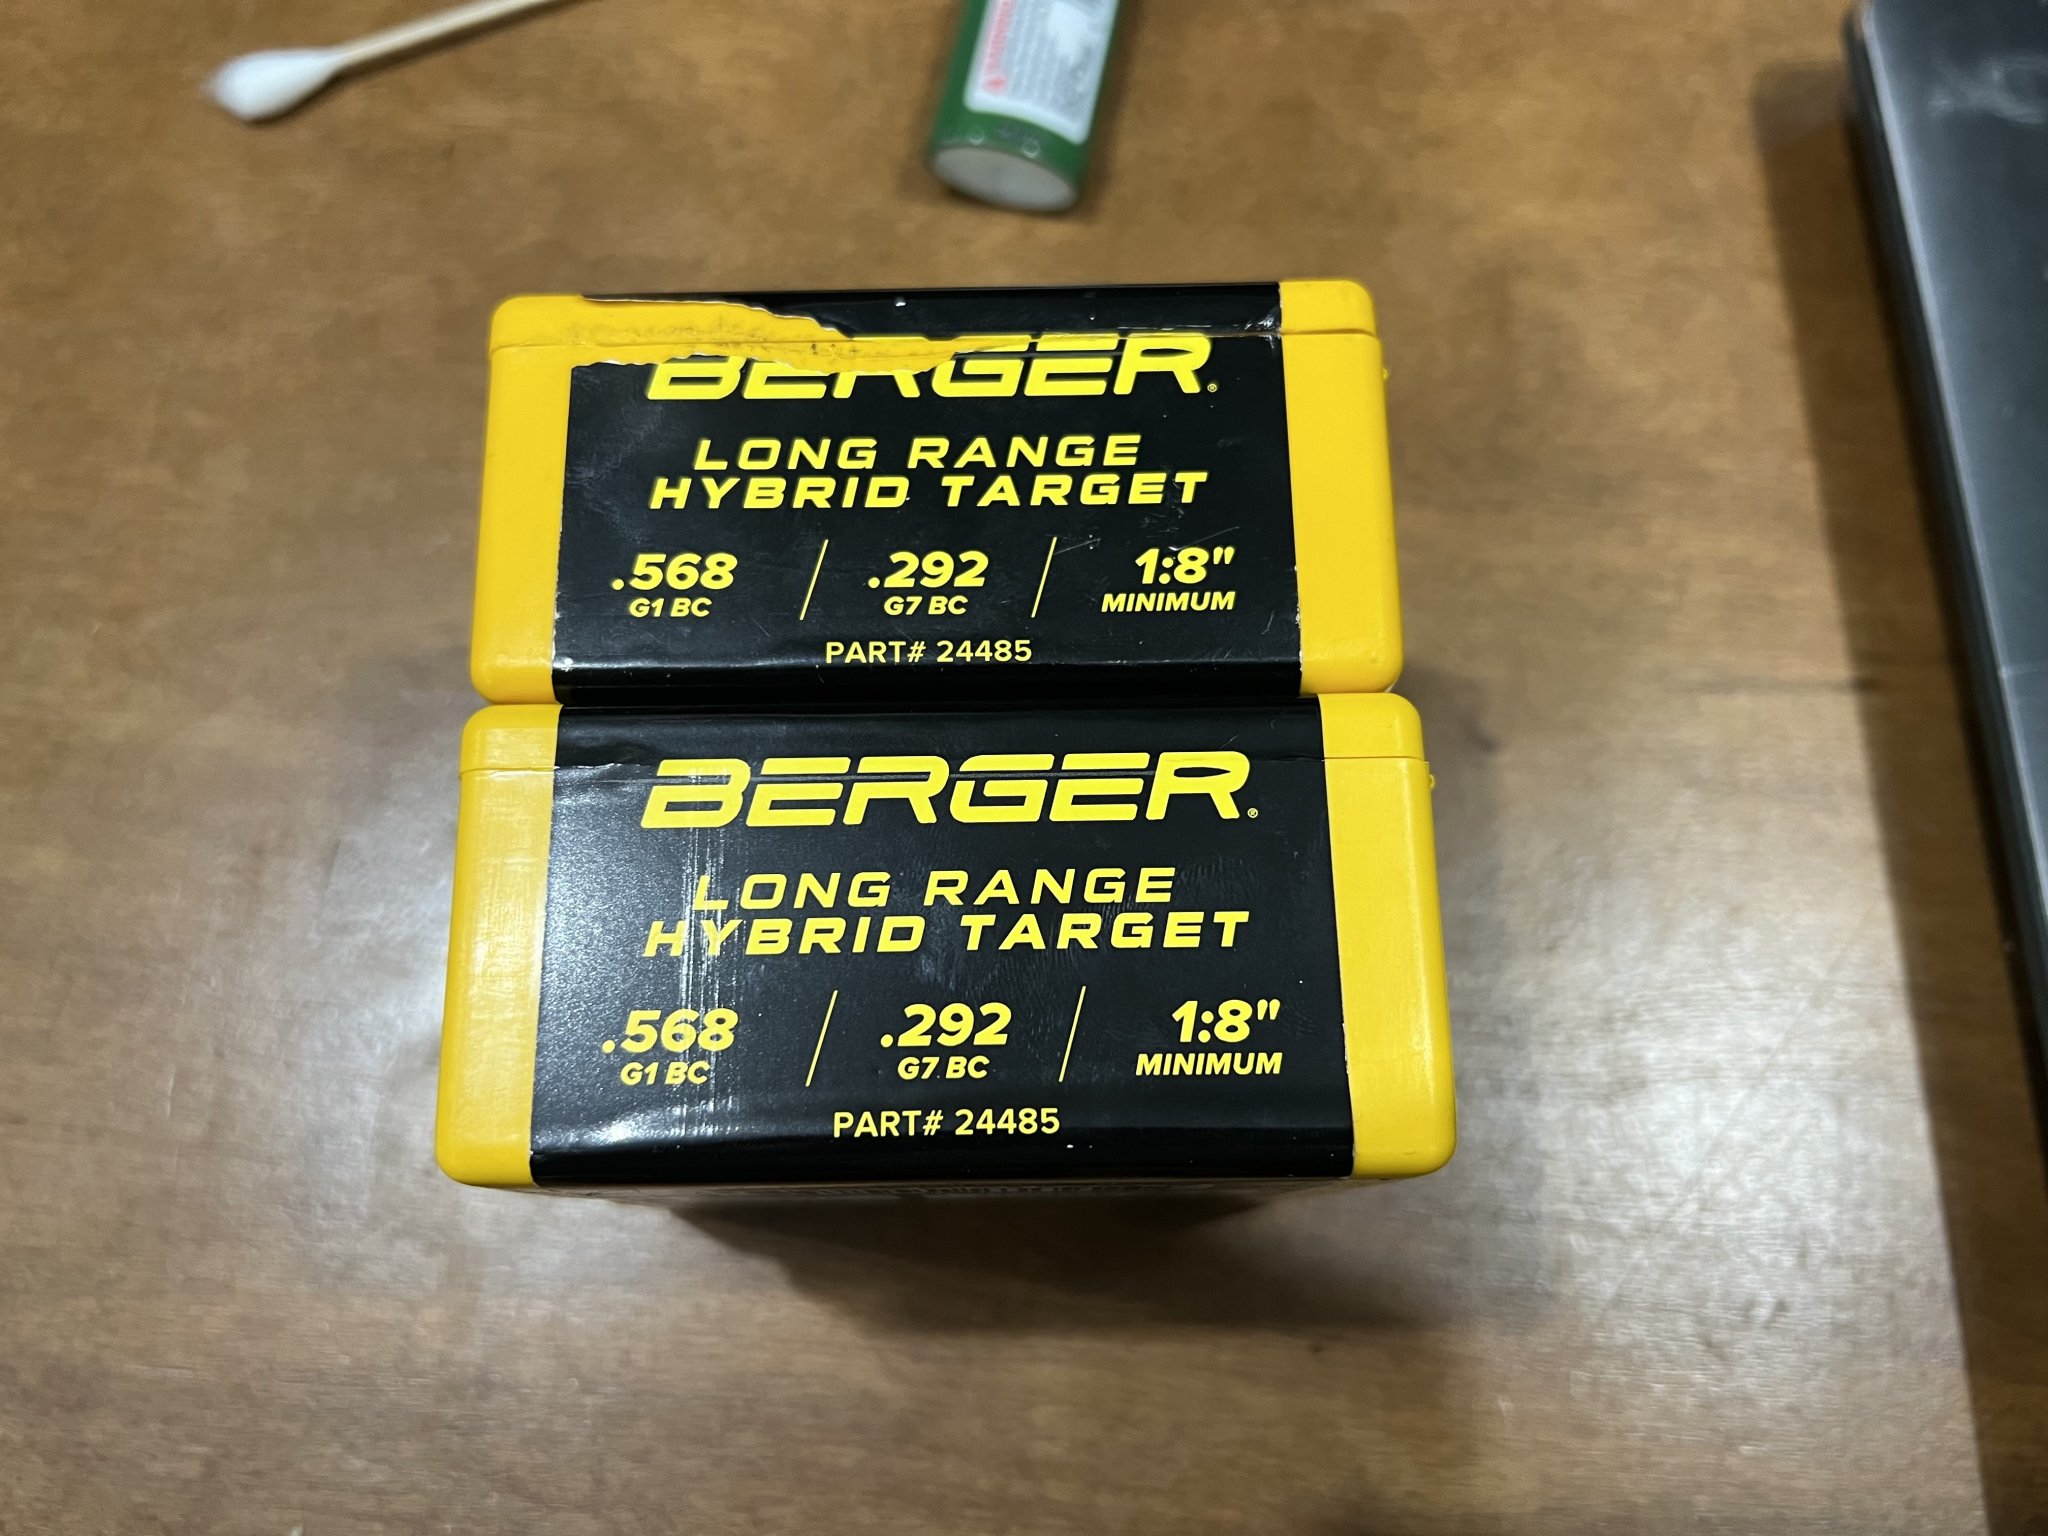 BERGER®
LONG RANGE
HYBRID TARGET
.568 / .292 / 1:8"
G1 BC G7 BC MINIMUM
PART# 24485
BERGER®
LONG RANGE
HYBRID TARGET
.568 / .292 / 1:8"
G1 BC G7 BC MINIMUM
PART# 24485